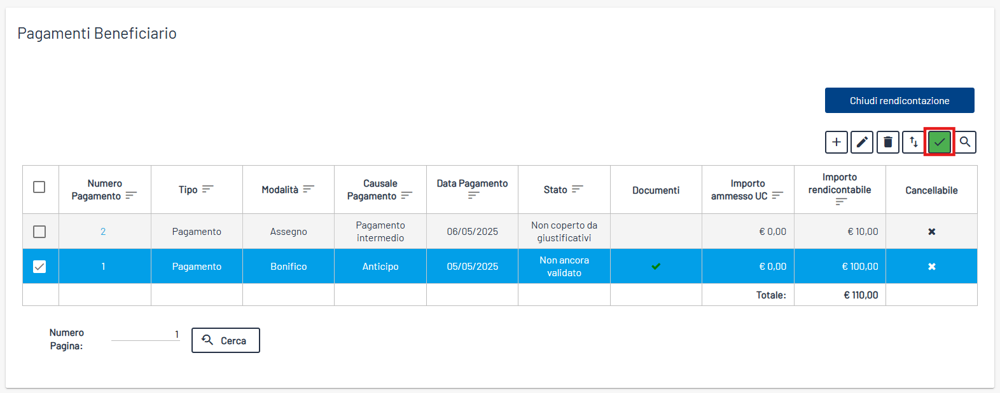 Pagamenti Beneficiario
Chiudi rendicontazione
Numero
Pagamento
Tipo
Modalità
Causale
Pagamento
Data Pagamento
Stato
Documenti
Importo
ammesso UC
Importo
rendicontabile
Cancellabile
2
Pagamento
Assegno
Pagamento
intermedio
06/05/2025
Non coperto da
giustificativi
€ 0,00
€ 10,00
1
Pagamento
Bonifico
Anticipo
05/05/2025
Non ancora
validato
€ 0,00
€ 100,00
Totale:
€ 110,00
Numero
Pagina:
1
Cerca